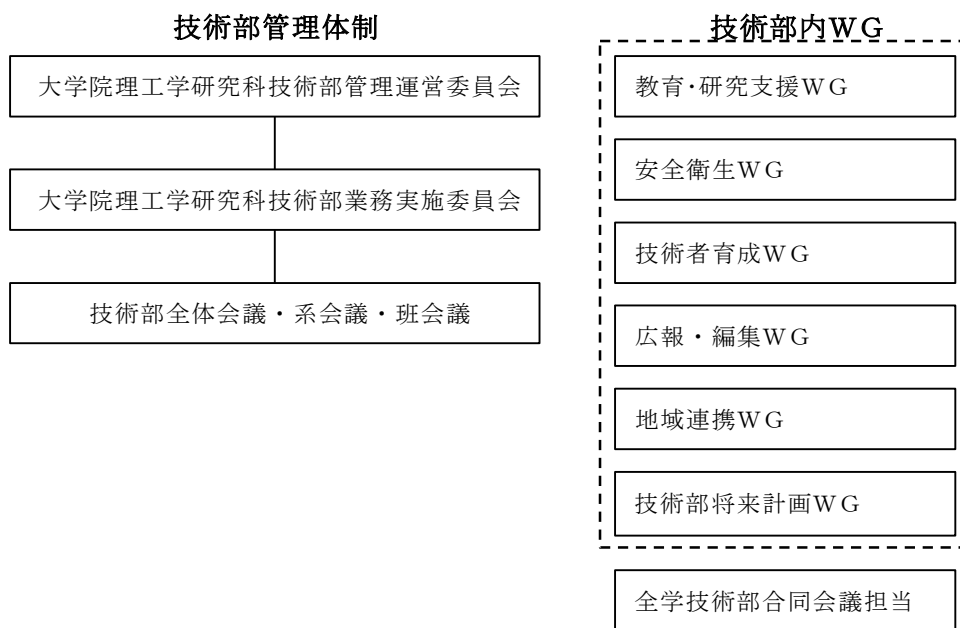 技術部管理体制
大学院理工学研究科技術部管理運営委員会
大学院理工学研究科技術部業務実施委員会
技術部全体会議・系会議・班会議
技術部内ＷＧ
教育・研究支援ＷＧ
安全衛生ＷＧ
技術者育成ＷＧ
広報・編集ＷＧ
地域連携ＷＧ
技術部将来計画ＷＧ
全学技術部合同会議担当